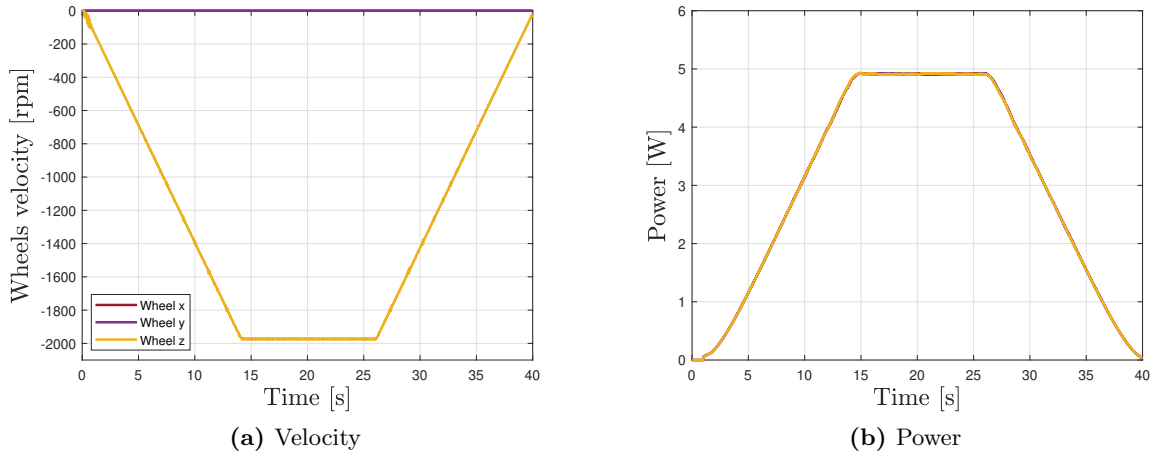 0
-200
-400
-600
-800
-1000
-1200
-1400
-1600
-1800
-2000
Wheels velocity [rpm]
Wheel x
Wheel y
Wheel z
0 5 10 15 20 25 30 35 40
Time [s]
(a) Velocity
6
5
4
3
2
1
0
Power [W]
0 5 10 15 20 25 30 35 40
Time [s]
(b) Power